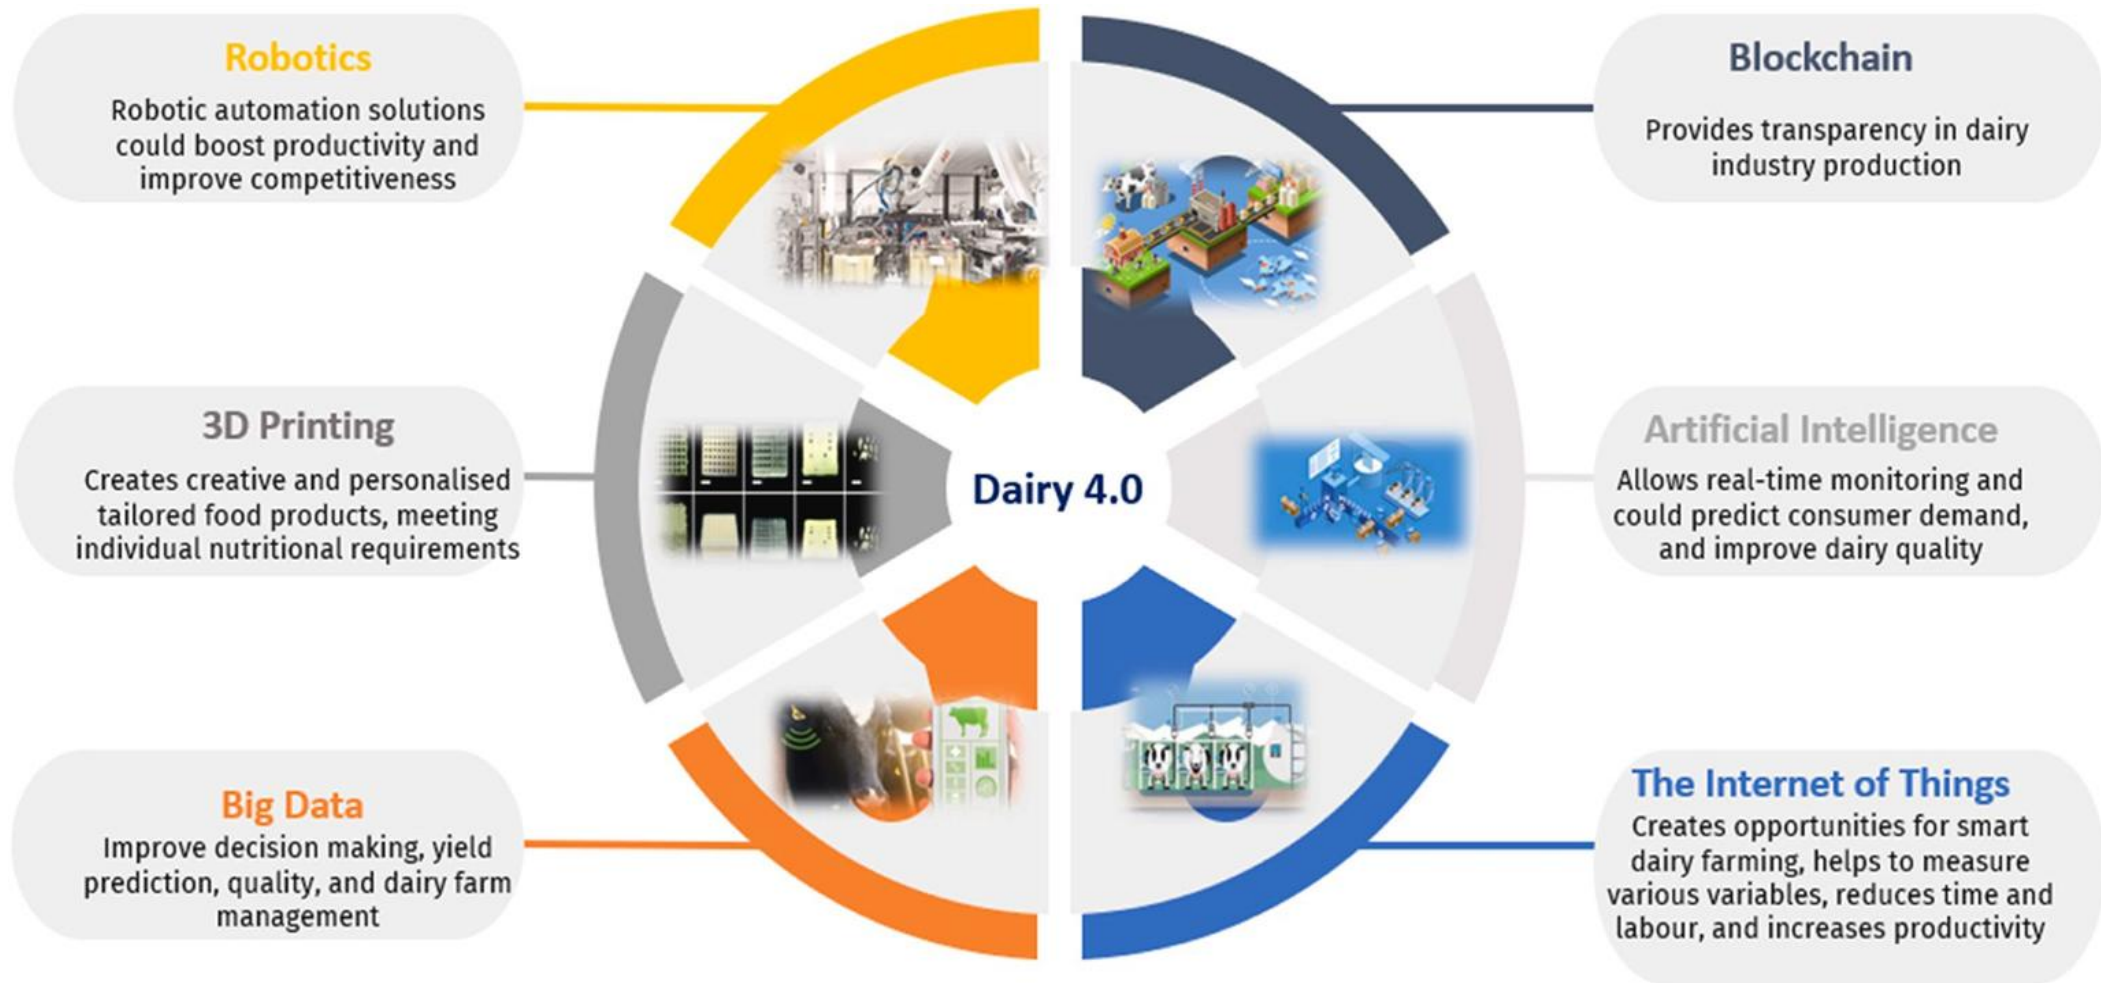 Robotics
Robotic automation solutions
could boost productivity and
improve competitiveness
Blockchain
Provides transparency in dairy
industry production
3D Printing
Creates creative and personalised
tailored food products, meeting
individual nutritional requirements
Dairy 4.0
Artificial Intelligence
Allows real-time monitoring and
could predict consumer demand,
and improve dairy quality
Big Data
Improve decision making, yield
prediction, quality, and dairy farm
management
The Internet of Things
Creates opportunities for smart
dairy farming, helps to measure
various variables, reduces time and
labour, and increases productivity